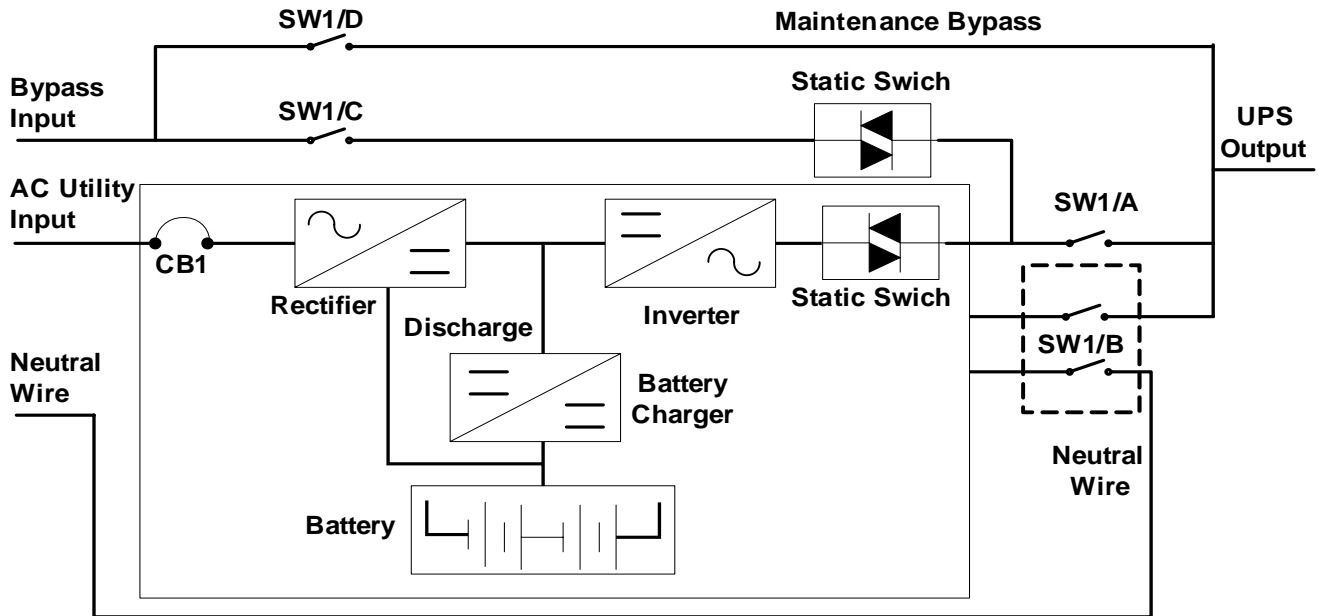 SW1/D
Maintenance Bypass
Bypass
Input
SW1/C
Static Swich
UPS
Output
AC Utility
Input
CB1
Rectifier
Inverter
Static Swich
SW1/A
Discharge
SW1/B
Neutral
Wire
Battery
Charger
Neutral
Wire
Battery